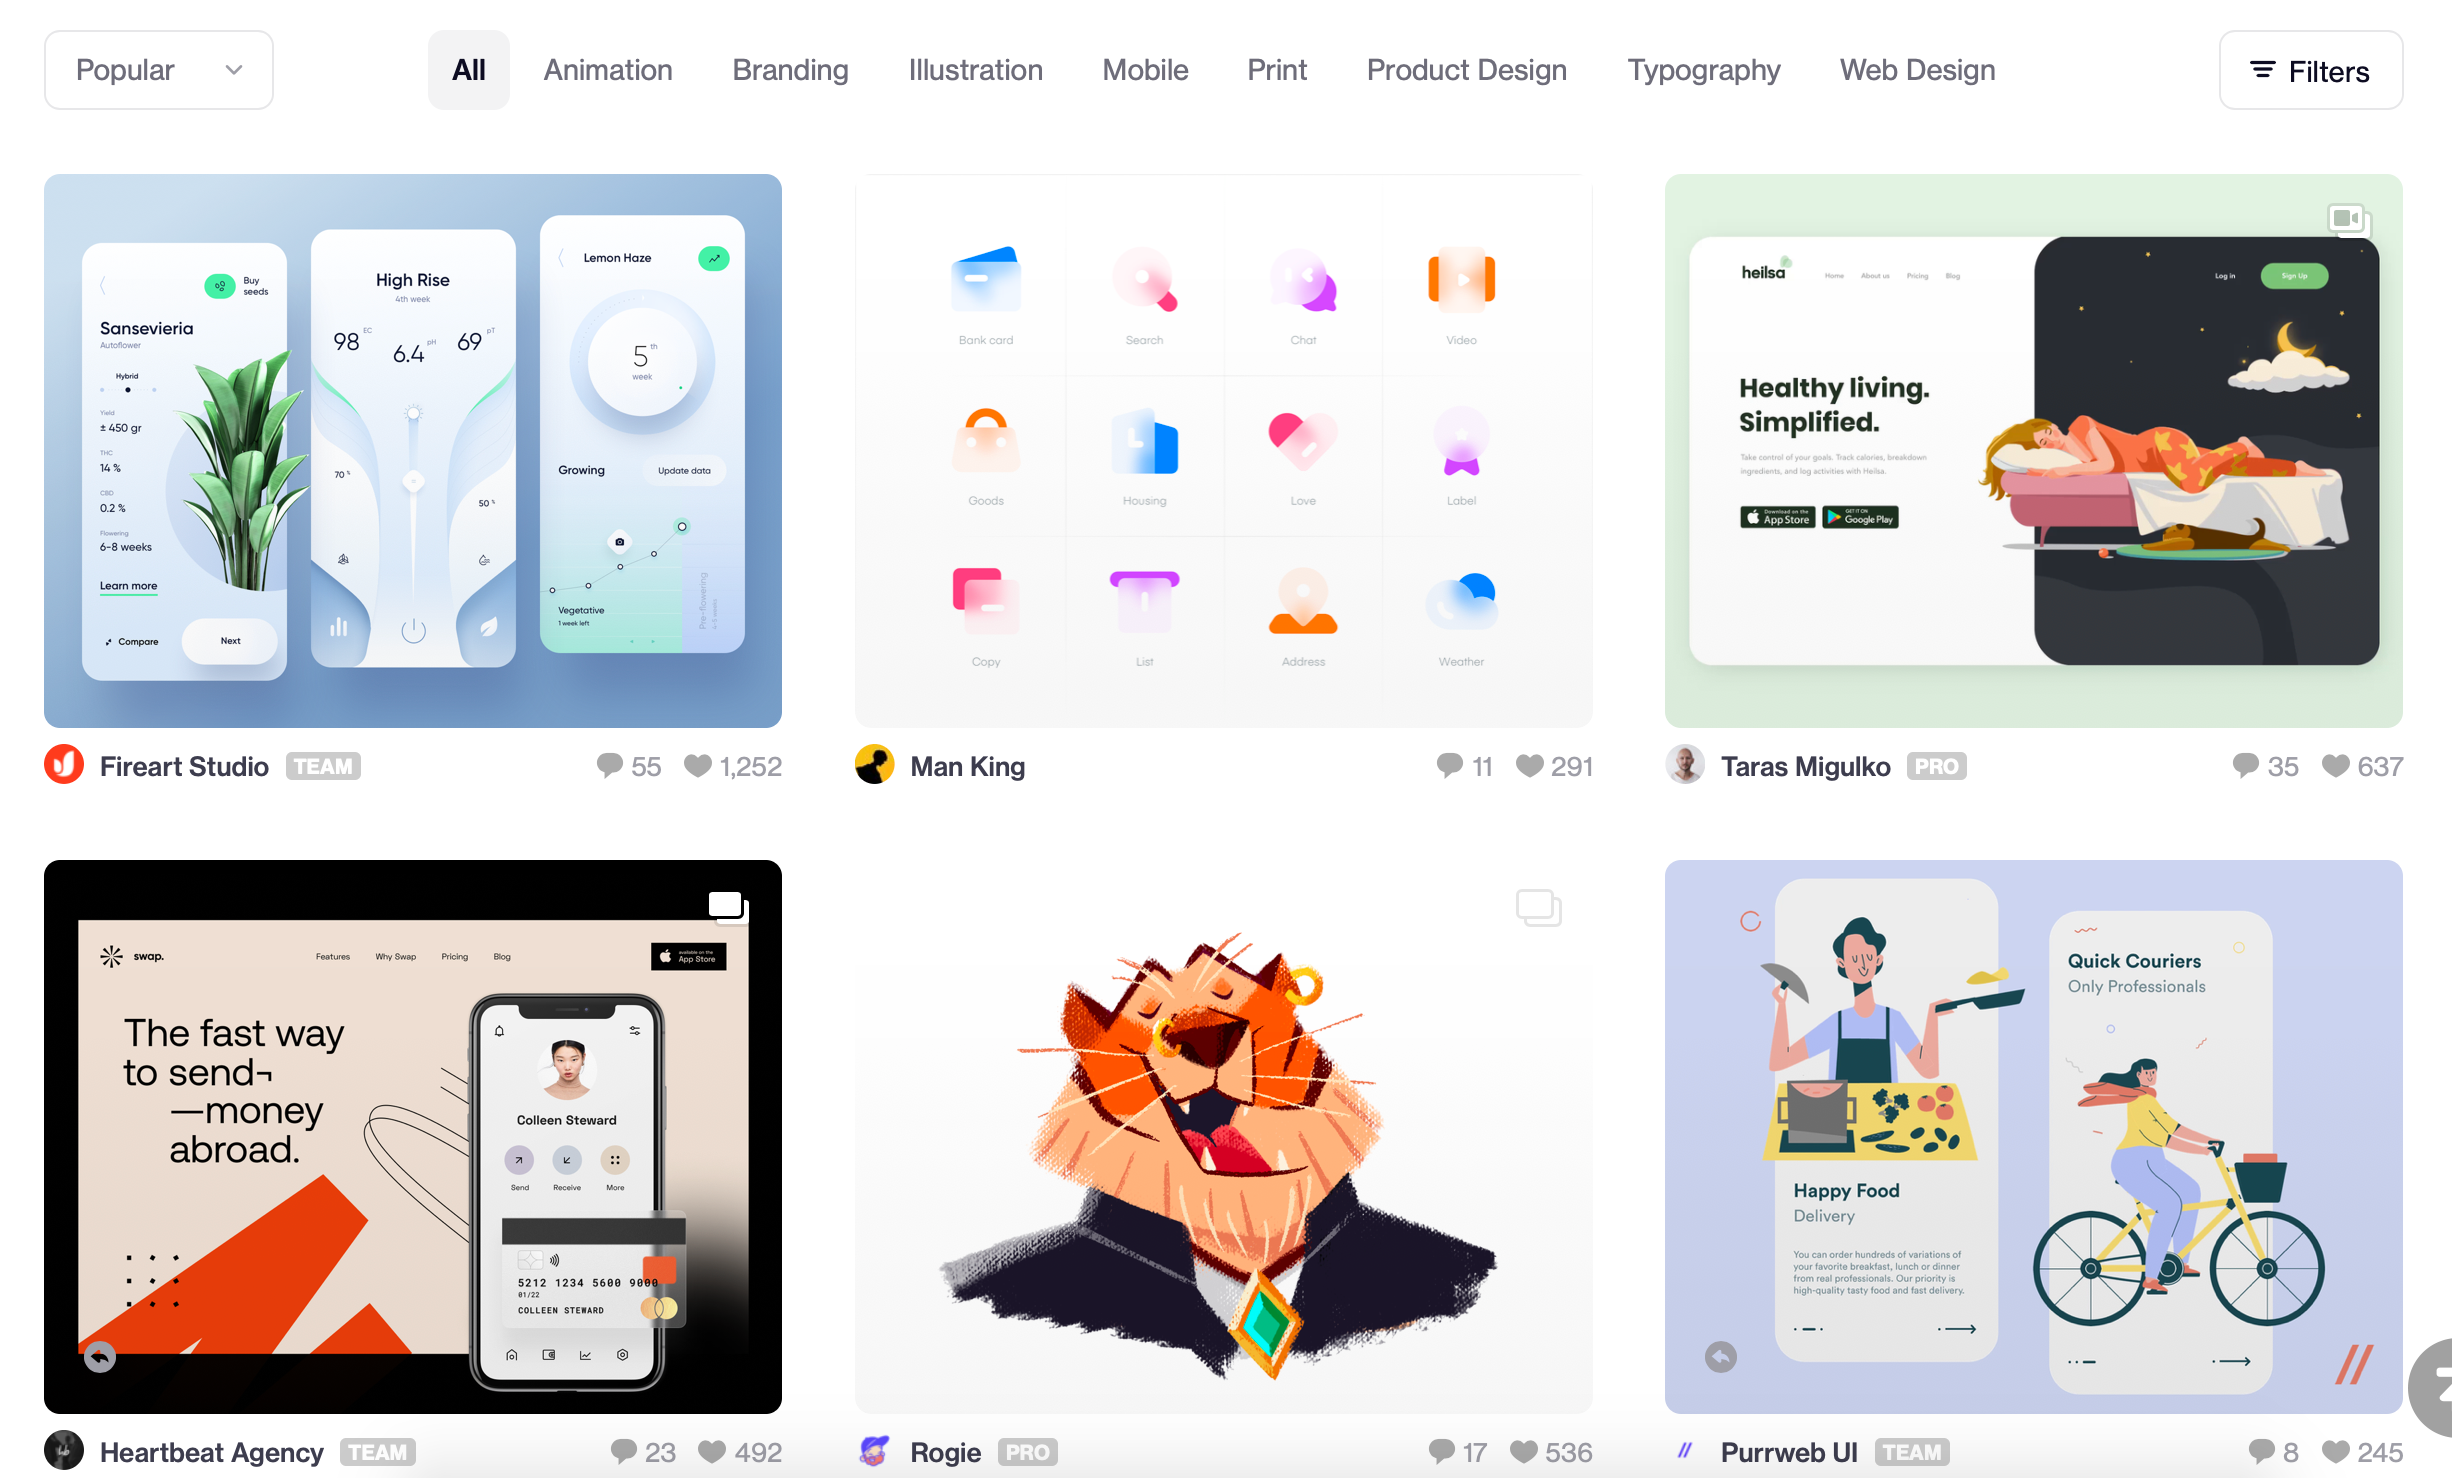 Popular
All
Animation
Branding
Illustration
Mobile
Print
Product Design
Typography
Web Design
Filters
Buy
seeds
Sansevieria
Autoflower
Hybrid
Yield
± 450 gr
THC
14 %
CBD
0.2 %
Flowering
6-8 weeks
Learn more
Compare
Next
High Rise
4th week
98 EC
6.4 pH
69 pT
70 %
50 %
Lemon Haze
5 th
week
Growing
Update data
Vegetative
1 week left
Pre-flowering
Bank card
Search
Chat
Video
Goods
Housing
Love
Label
Copy
List
Address
Weather
heilsa
Home
About us
Pricing
Blog
Log in
Sign Up
Healthy living.
Simplified.
Take control of your goals. Track calories, breakdown
ingredients, and log activities with Heilsa.
Download on the
App Store
GET IT ON
Google Play
Fireart Studio
TEAM
55
1,252
Man King
11
291
Taras Migulko
PRO
35
637
swap.
Features
Why Swap
Pricing
Blog
available on the
App Store
The fast way
to send¬
—money
abroad.
Colleen Steward
Send
Receive
More
5212 1234 5600 9000
01/22
COLLEEN STEWARD
Happy Food
Delivery
You can order hundreds of variations of
your favorite breakfast, lunch or dinner
from real professionals. Our priority is
high-quality tasty food and fast delivery.
Quick Couriers
Only Professionals
Heartbeat Agency
TEAM
23
492
Rogie
PRO
17
536
Purrweb UI
TEAM
8
245